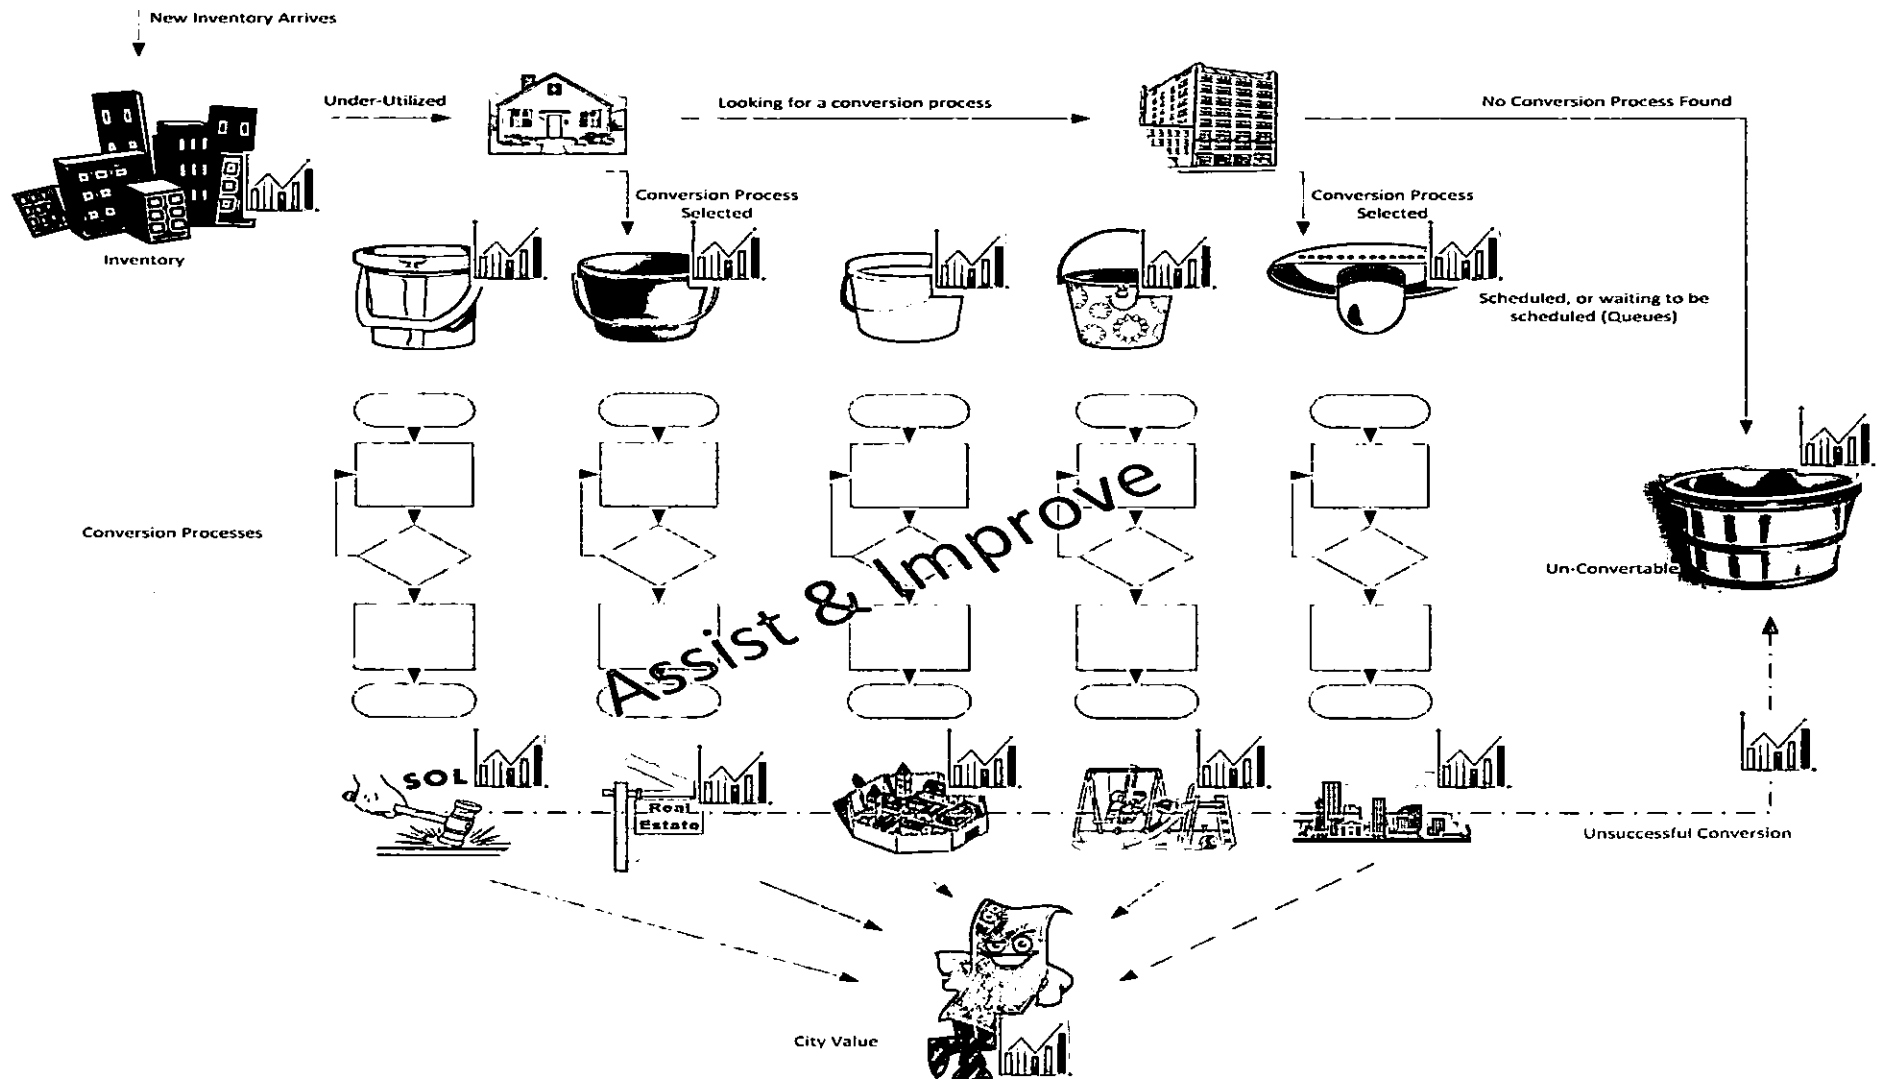 New Inventory Arrives
Under-Utilized
Looking for a conversion process
No Conversion Process Found
Conversion Process
Selected
Conversion Process
Selected
Inventory
Scheduled, or waiting to be
scheduled (Queues)
Conversion Processes
Assist & Improve
Un-Convertable
SOL
Real
Estate
Unsuccessful Conversion
City Value